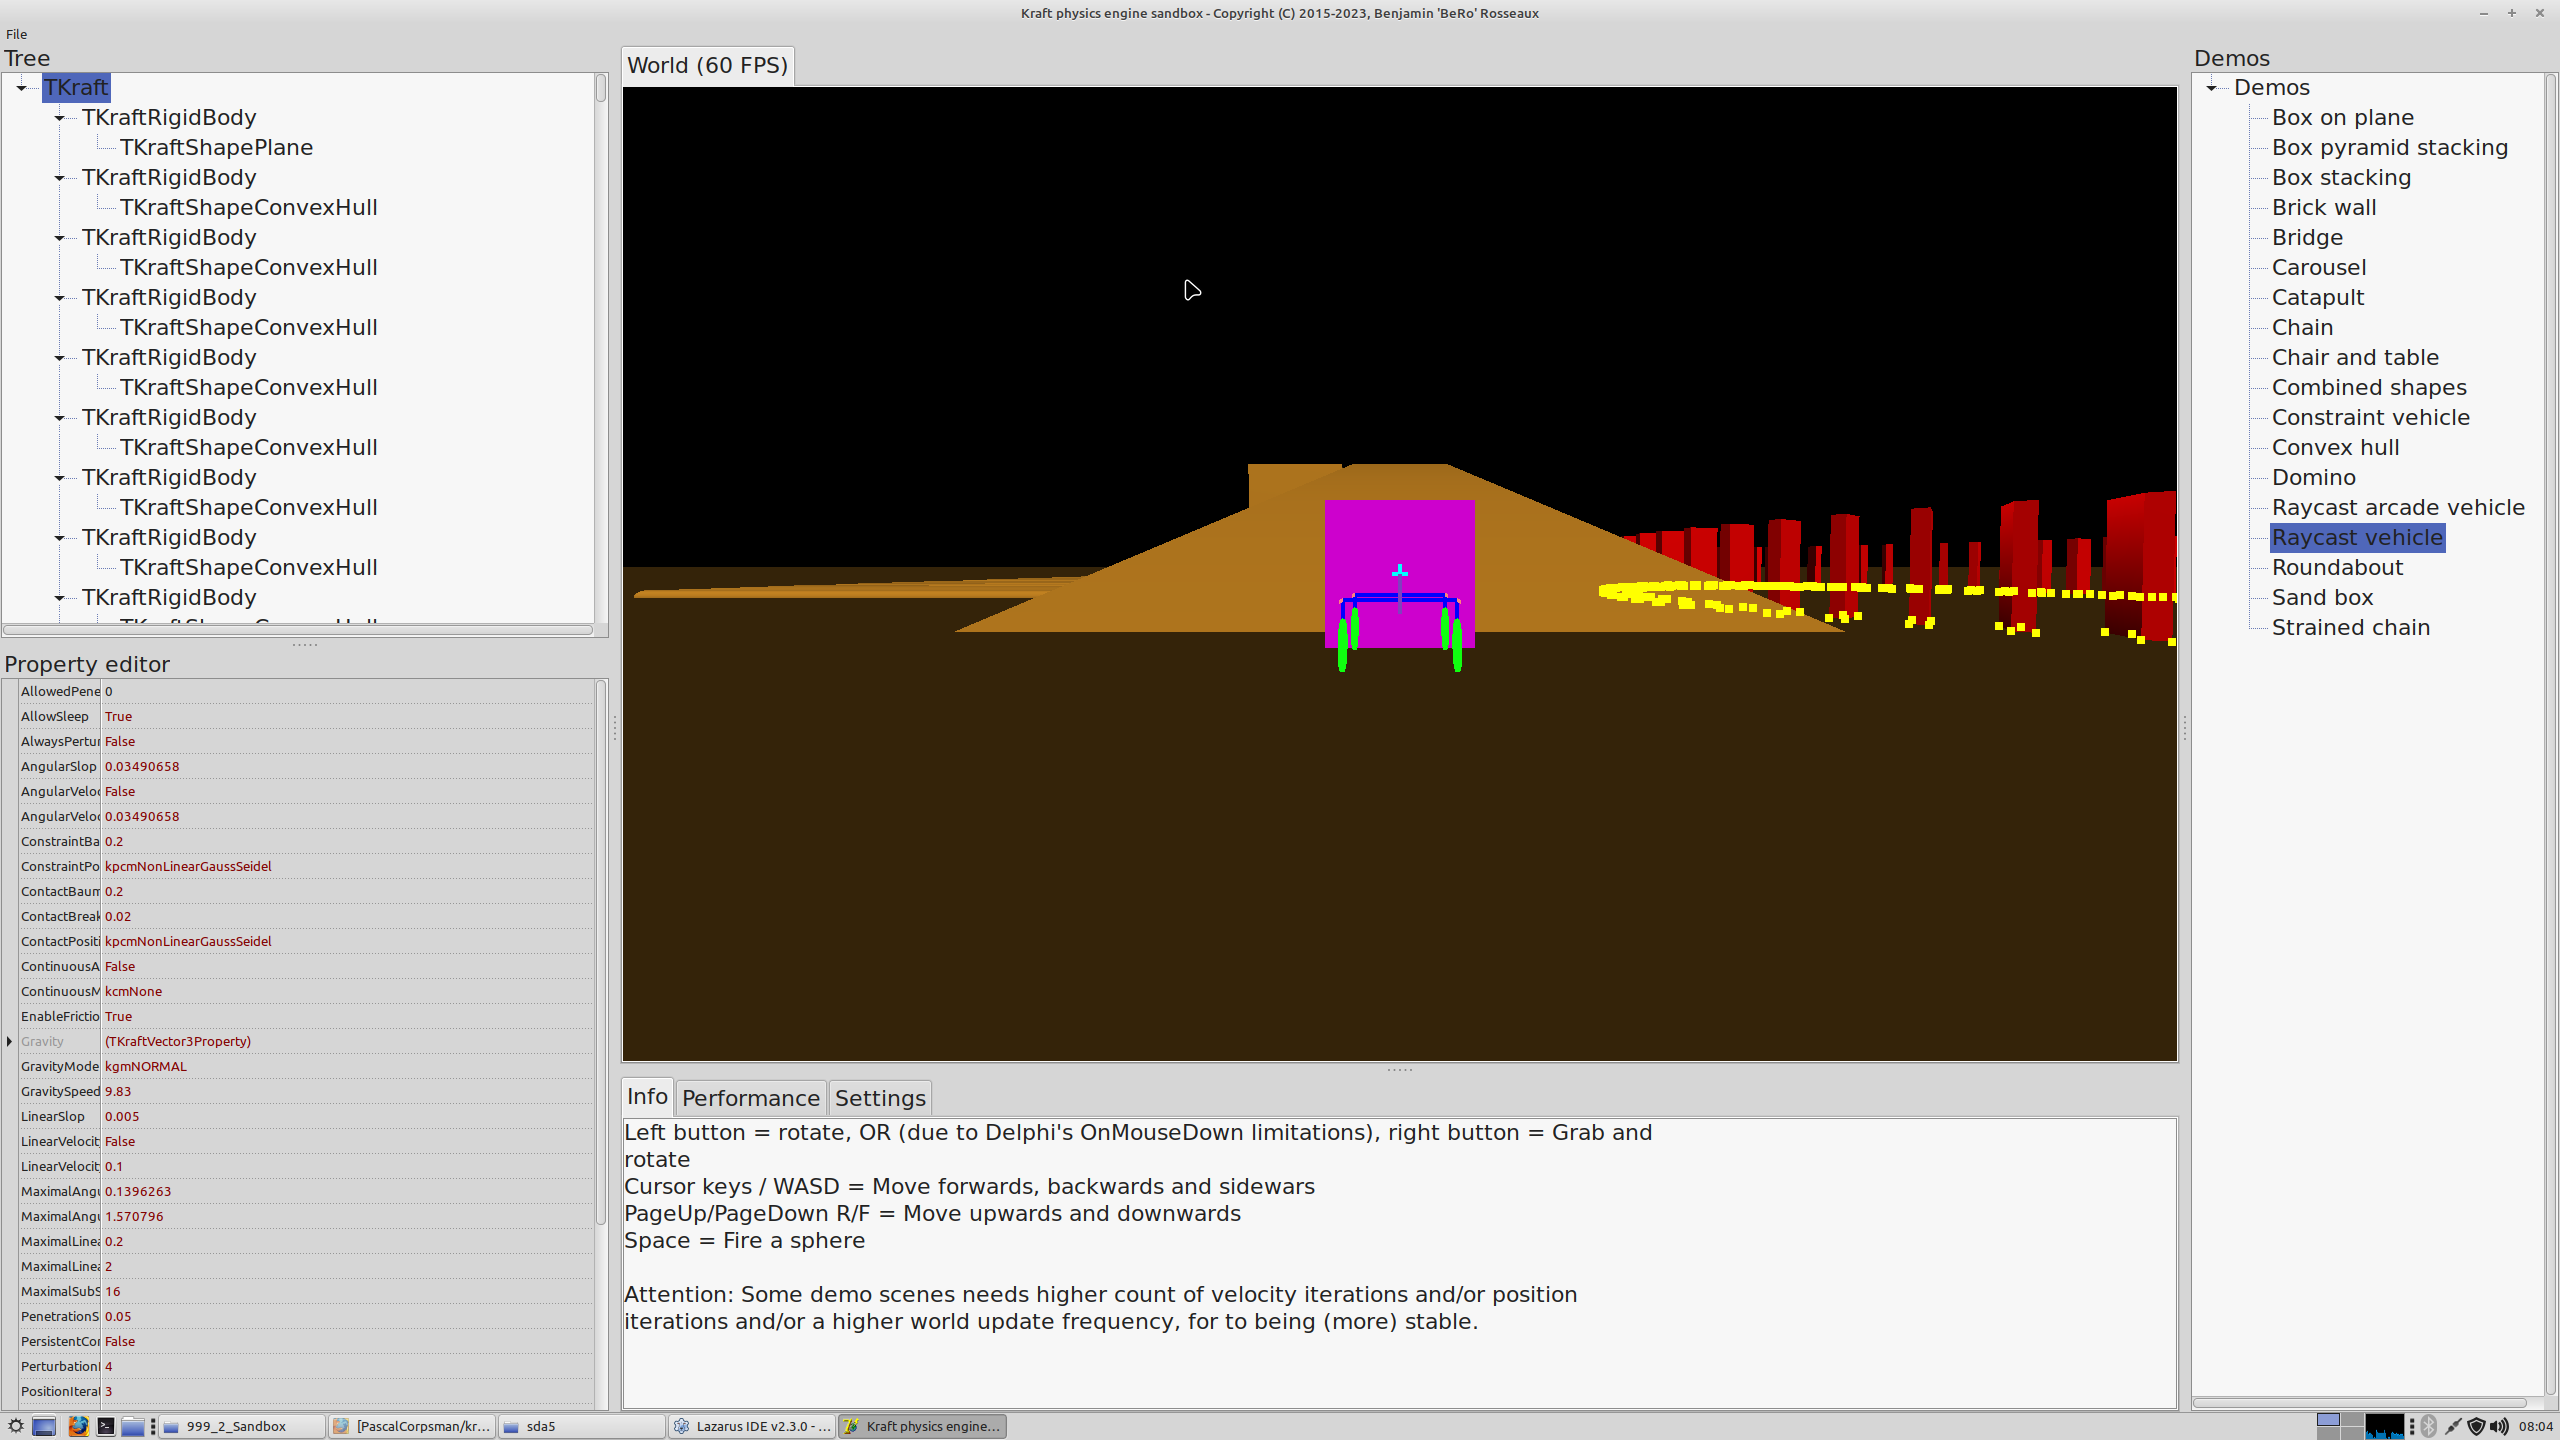 Kraft physics engine sandbox - Copyright (C) 2015-2023, Benjamin 'BeRo' Rosseaux
File
Tree
TKraft
TKraftRigidBody
TKraftShapePlane
TKraftRigidBody
TKraftShapeConvexHull
TKraftRigidBody
TKraftShapeConvexHull
TKraftRigidBody
TKraftShapeConvexHull
TKraftRigidBody
TKraftShapeConvexHull
TKraftRigidBody
TKraftShapeConvexHull
TKraftRigidBody
TKraftShapeConvexHull
TKraftRigidBody
TKraftShapeConvexHull
TKraftRigidBody
Property editor
AllowedPene 0
AllowSleep True
AlwaysPertur False
AngularSlop 0.03490658
AngularVeloc False
AngularVeloc 0.03490658
ConstraintBa 0.2
ConstraintPo kpcmNonLinearGaussSeidel
ContactBaum 0.2
ContactBreak 0.02
ContactPositi kpcmNonLinearGaussSeidel
ContinuousA False
ContinuousM kcmNone
EnableFrictio True
Gravity (TKraftVector3Property)
GravityMode kgmNORMAL
GravitySpeed 9.83
LinearSlop 0.005
LinearVelocit False
LinearVelocit 0.1
MaximalAngu 0.1396263
MaximalAngu 1.570796
MaximalLinea 0.2
MaximalLinea 2
MaximalSubS 16
PenetrationS 0.05
PersistentCon False
PerturbationI 4
PositionIterat 3
World (60 FPS)
Info Performance Settings
Left button = rotate, OR (due to Delphi's OnMouseDown limitations), right button = Grab and
rotate
Cursor keys / WASD = Move forwards, backwards and sidewars
PageUp/PageDown R/F = Move upwards and downwards
Space = Fire a sphere
Attention: Some demo scenes needs higher count of velocity iterations and/or position
iterations and/or a higher world update frequency, for to being (more) stable.
Demos
Demos
Box on plane
Box pyramid stacking
Box stacking
Brick wall
Bridge
Carousel
Catapult
Chain
Chair and table
Combined shapes
Constraint vehicle
Convex hull
Domino
Raycast arcade vehicle
Raycast vehicle
Roundabout
Sand box
Strained chain
999_2_Sandbox
[PascalCorpsman/kr...
sda5
Lazarus IDE v2.3.0 - ...
Kraft physics engine...
08:04